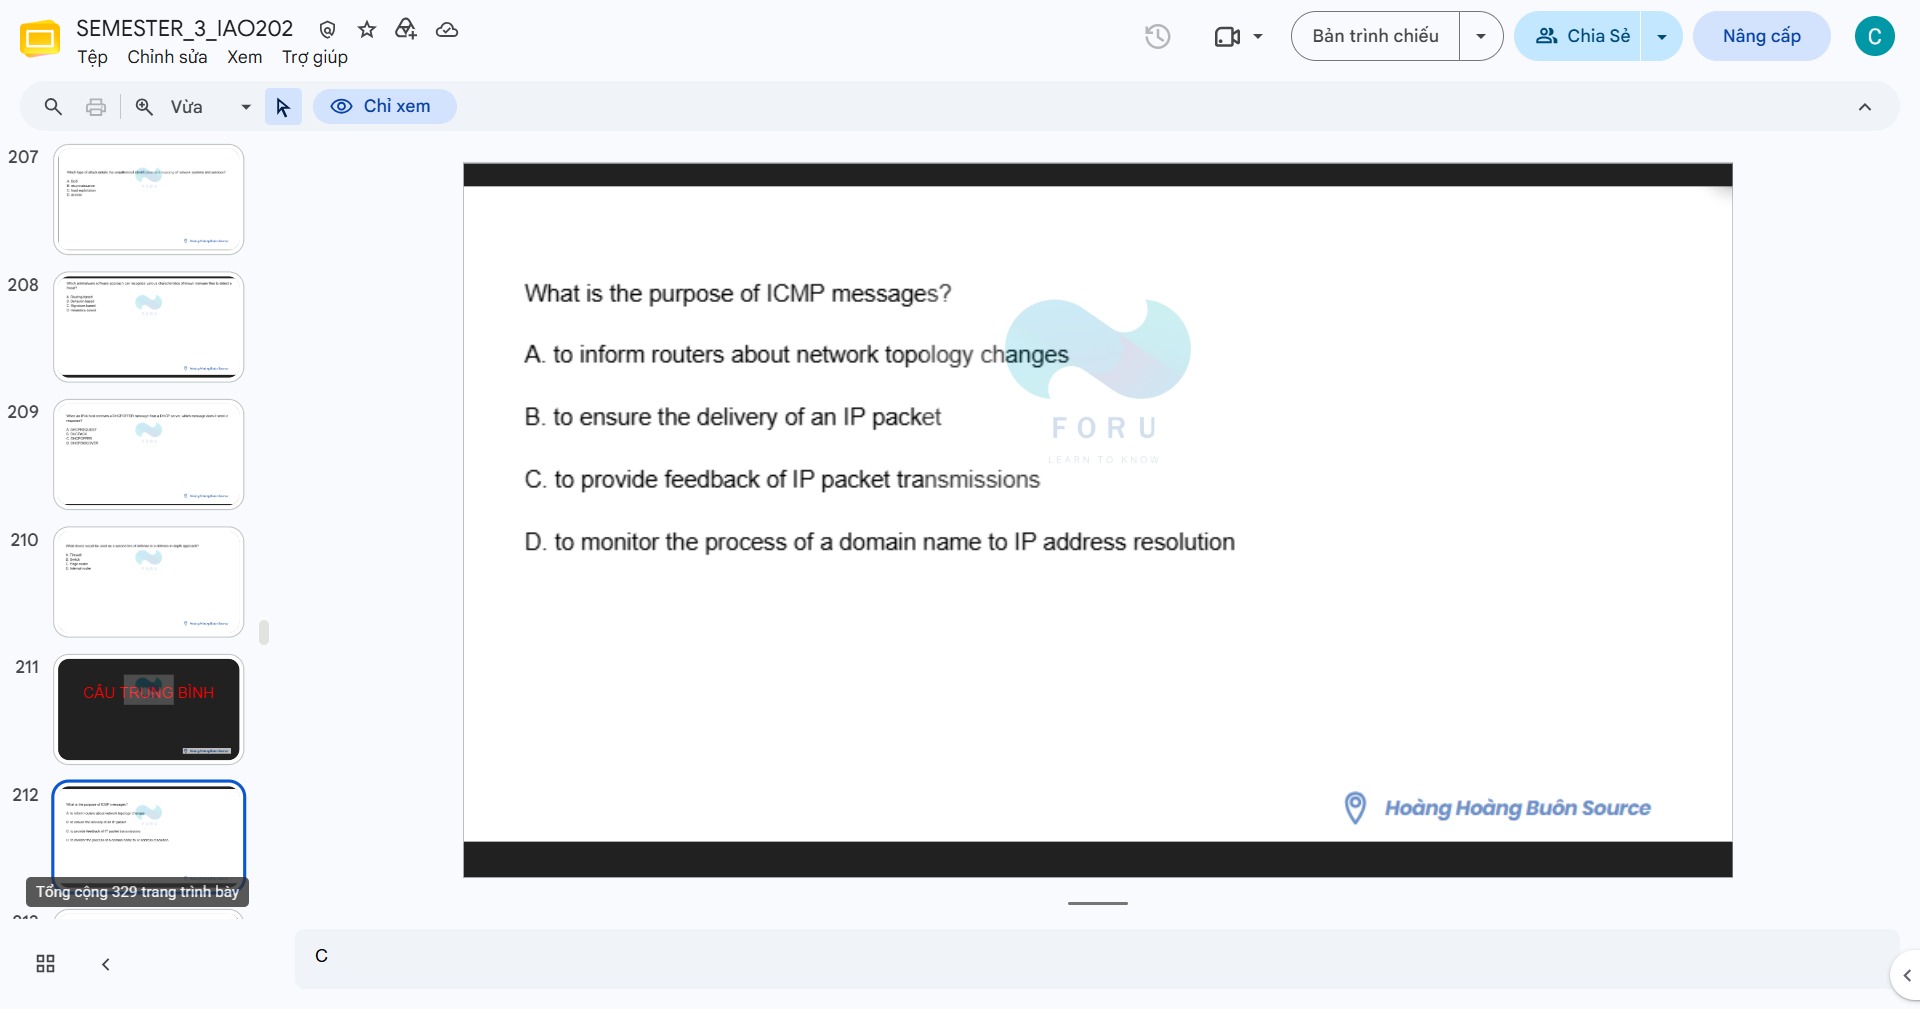 SEMESTER_3_IAO202
Tệp Chỉnh sửa Xem Trợ giúp
Bản trình chiếu
Chia Sẻ
Nâng cấp
C
Vừa
Chỉ xem
207
208
209
210
211
CÂU TRUNG BÌNH
212
Tổng cộng 329 trang trình bày
What is the purpose of ICMP messages?
A. to inform routers about network topology changes
B. to ensure the delivery of an IP packet
C. to provide feedback of IP packet transmissions
D. to monitor the process of a domain name to IP address resolution
FORU
LEARN TO KNOW
Hoàng Hoàng Buôn Source
C